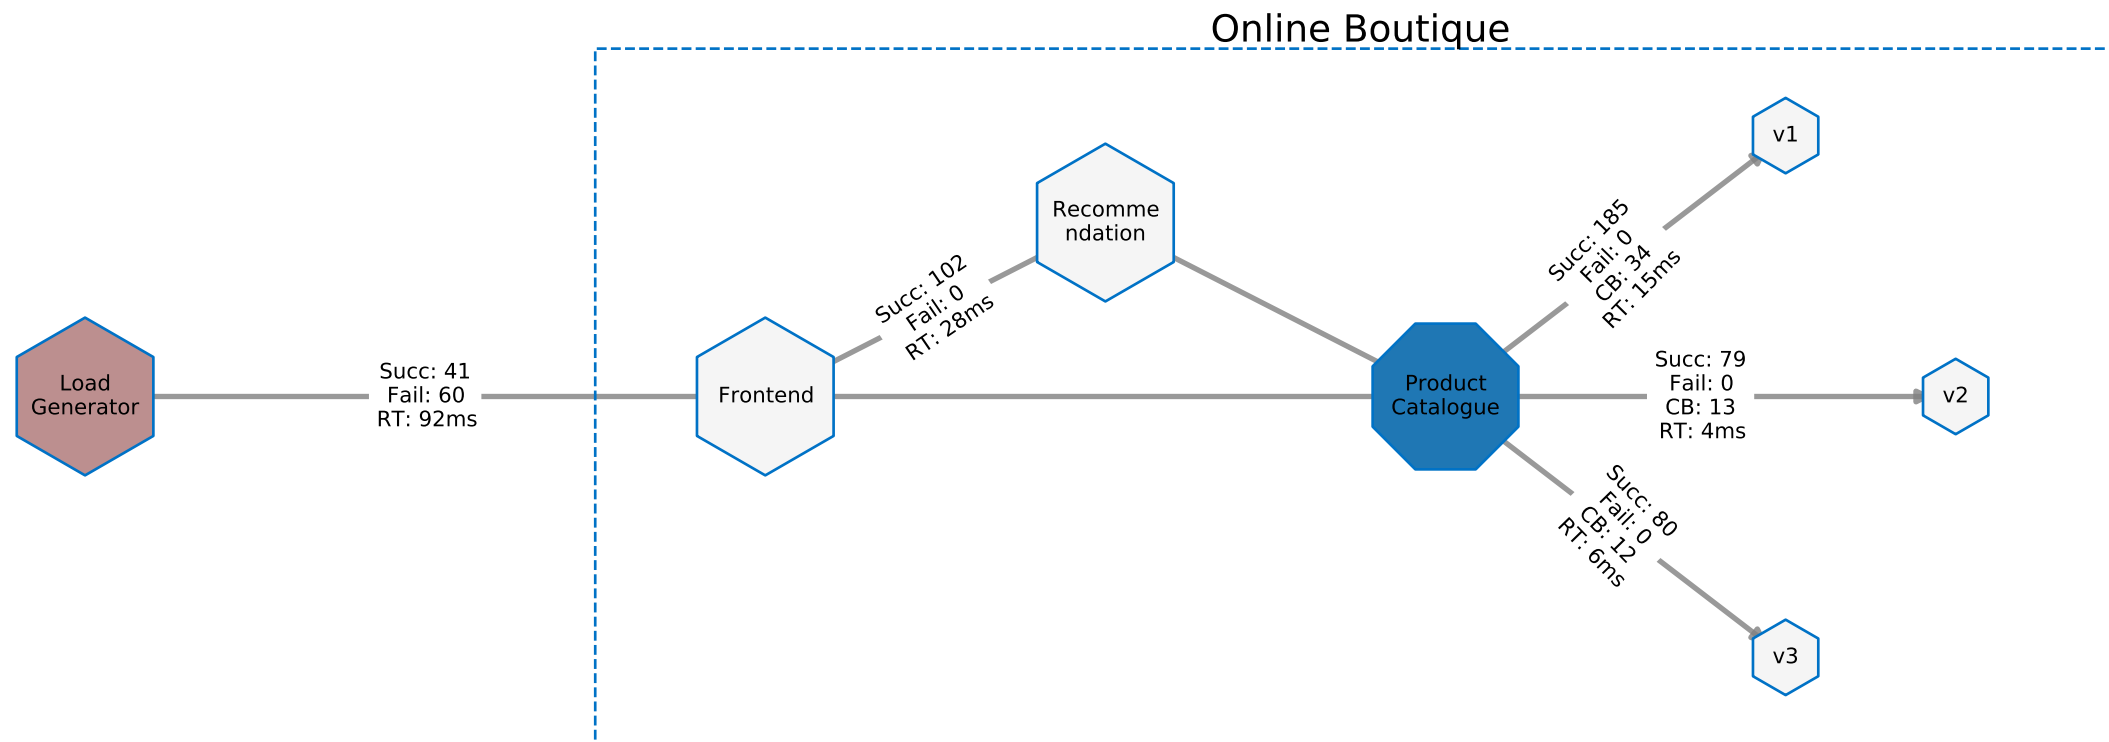 Online Boutique
Load
Generator
Succ: 41
Fail: 60
RT: 92ms
Frontend
Succ: 102
Fail: 0
RT: 28ms
Recomme
ndation
Product
Catalogue
Succ: 185
Fail: 0
CB: 34
RT: 15ms
v1
Succ: 79
Fail: 0
CB: 13
RT: 4ms
v2
Succ: 80
Fail: 0
CB: 12
RT: 6ms
v3